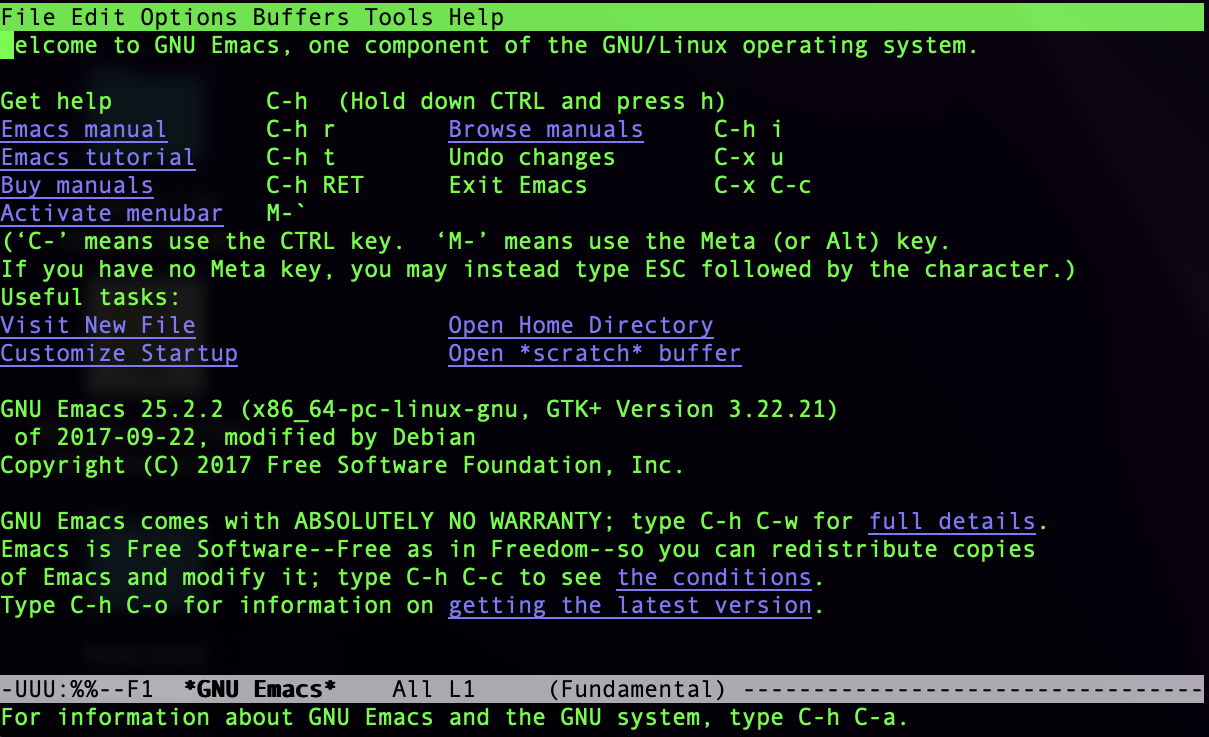 File Edit Options Buffers Tools Help
elcome to GNU Emacs, one component of the GNU/Linux operating system.
Get help C-h (Hold down CTRL and press h)
Emacs manual C-h r Browse manuals C-h i
Emacs tutorial C-h t Undo changes C-x u
Buy manuals C-h RET Exit Emacs C-x C-c
Activate menubar M-`
(‘C-’ means use the CTRL key. ‘M-’ means use the Meta (or Alt) key.
If you have no Meta key, you may instead type ESC followed by the character.)
Useful tasks:
Visit New File Open Home Directory
Customize Startup Open *scratch* buffer
GNU Emacs 25.2.2 (x86_64-pc-linux-gnu, GTK+ Version 3.22.21)
of 2017-09-22, modified by Debian
Copyright (C) 2017 Free Software Foundation, Inc.
GNU Emacs comes with ABSOLUTELY NO WARRANTY; type C-h C-w for full details.
Emacs is Free Software--Free as in Freedom--so you can redistribute copies
of Emacs and modify it; type C-h C-c to see the conditions.
Type C-h C-o for information on getting the latest version.
-UUU:%%--F1 *GNU Emacs* All L1 (Fundamental) ---------------------------------
For information about GNU Emacs and the GNU system, type C-h C-a.